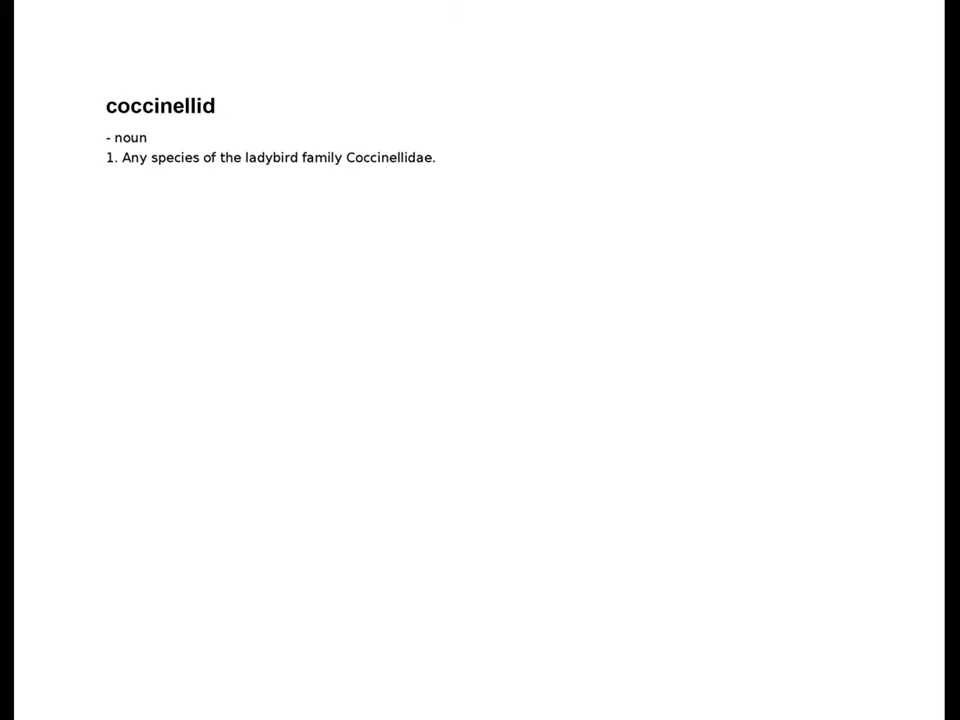 coccinellid
- noun
1. Any species of the ladybird family Coccinellidae.